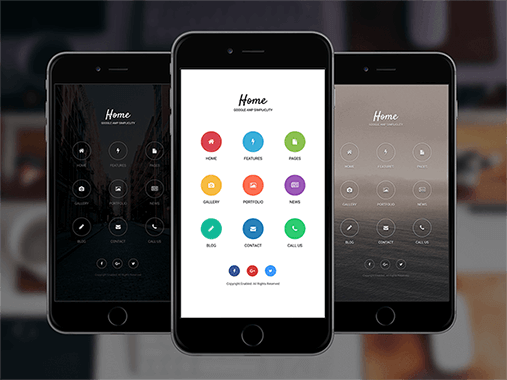 Home
GOOGLE AMP SIMPLICITY
HOME FEATURES PAGES
GALLERY PORTFOLIO NEWS
BLOG CONTACT CALL US
Home
GOOGLE AMP SIMPLICITY
HOME FEATURES PAGES
GALLERY PORTFOLIO NEWS
BLOG CONTACT CALL US
Copyright Enabled. All Rights Reserved
Home
GOOGLE AMP SIMPLICITY
HOME FEATURES PAGES
GALLERY PORTFOLIO NEWS
BLOG CONTACT CALL US